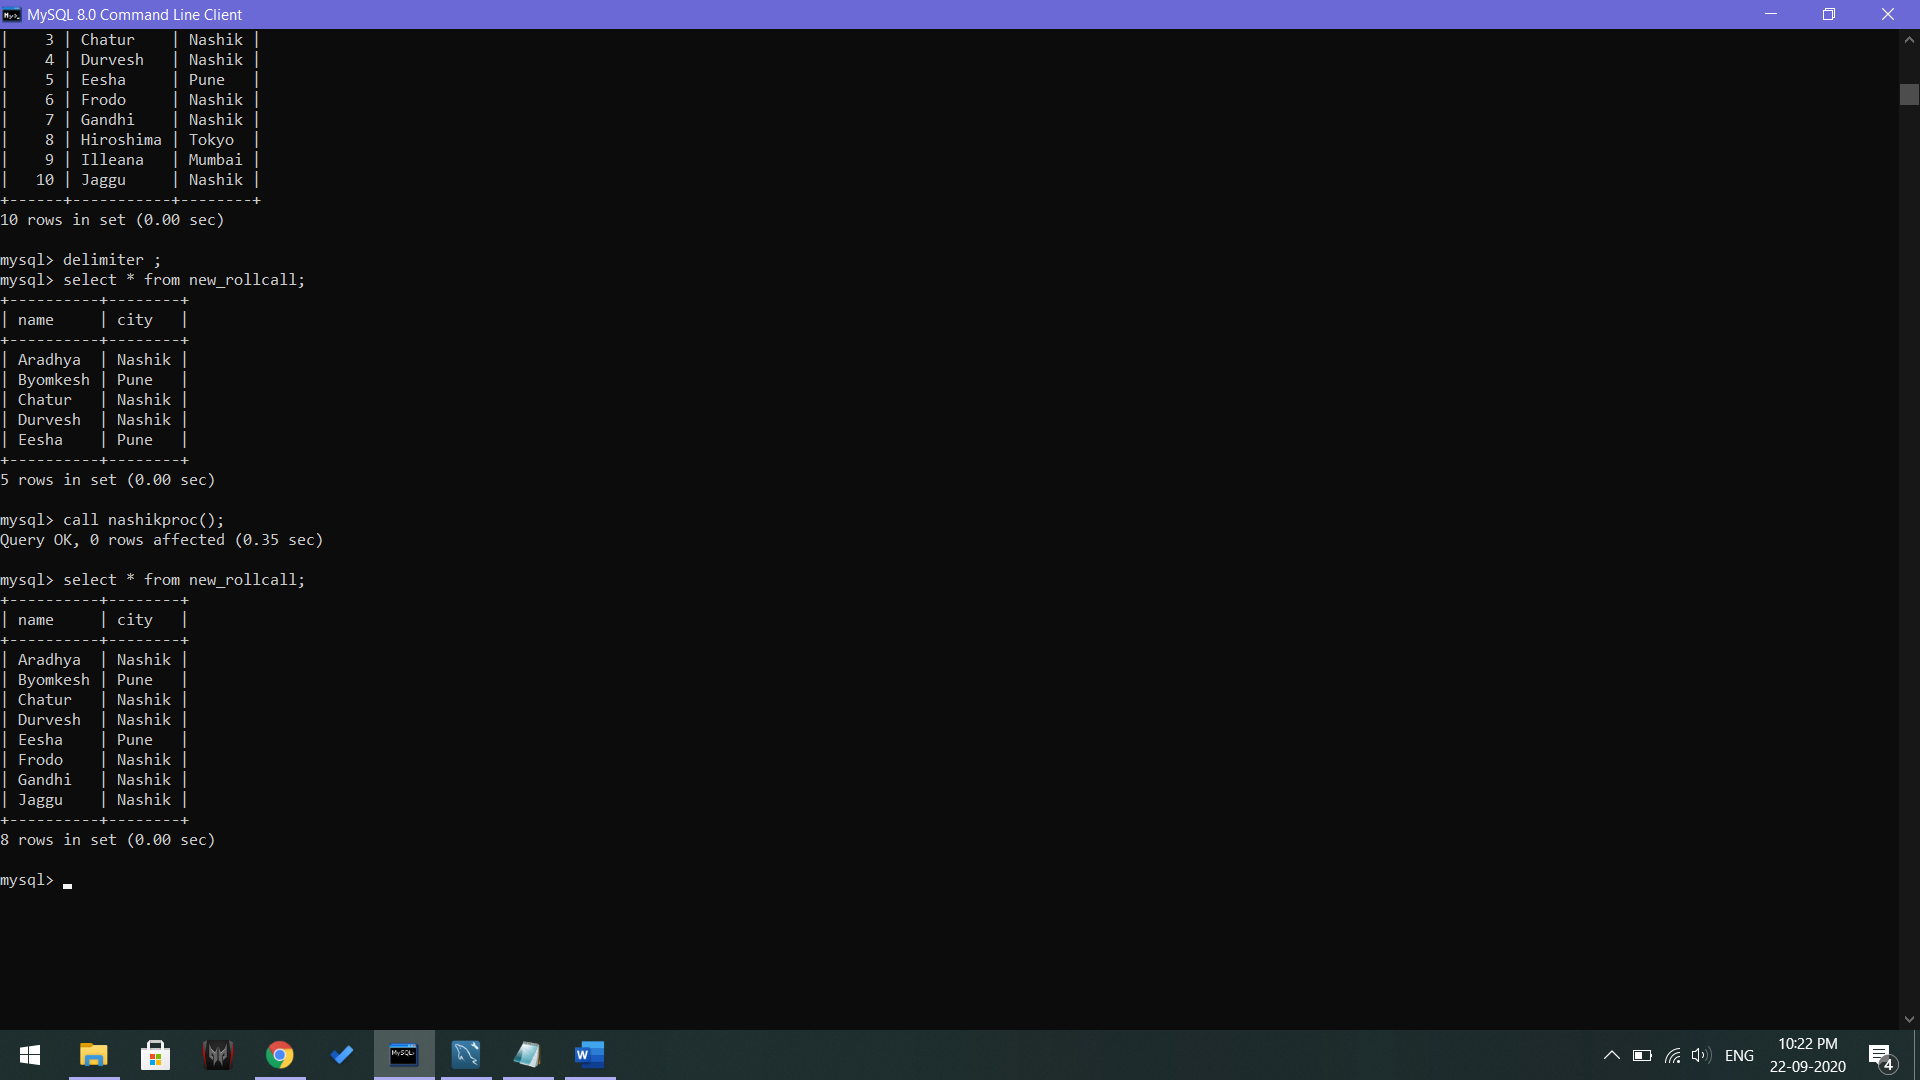 MySQL 8.0 Command Line Client
|    3 | Chatur    | Nashik |
|    4 | Durvesh   | Nashik |
|    5 | Eesha     | Pune   |
|    6 | Frodo     | Nashik |
|    7 | Gandhi    | Nashik |
|    8 | Hiroshima | Tokyo  |
|    9 | Illeana   | Mumbai |
|   10 | Jaggu     | Nashik |
+------+-----------+--------+
10 rows in set (0.00 sec)
mysql> delimiter ;
mysql> select * from new_rollcall;
+----------+--------+
| name     | city   |
+----------+--------+
| Aradhya  | Nashik |
| Byomkesh | Pune   |
| Chatur   | Nashik |
| Durvesh  | Nashik |
| Eesha    | Pune   |
+----------+--------+
5 rows in set (0.00 sec)
mysql> call nashikproc();
Query OK, 0 rows affected (0.35 sec)
mysql> select * from new_rollcall;
+----------+--------+
| name     | city   |
+----------+--------+
| Aradhya  | Nashik |
| Byomkesh | Pune   |
| Chatur   | Nashik |
| Durvesh  | Nashik |
| Eesha    | Pune   |
| Frodo    | Nashik |
| Gandhi   | Nashik |
| Jaggu    | Nashik |
+----------+--------+
8 rows in set (0.00 sec)
mysql>
ENG
10:22 PM
22-09-2020
4